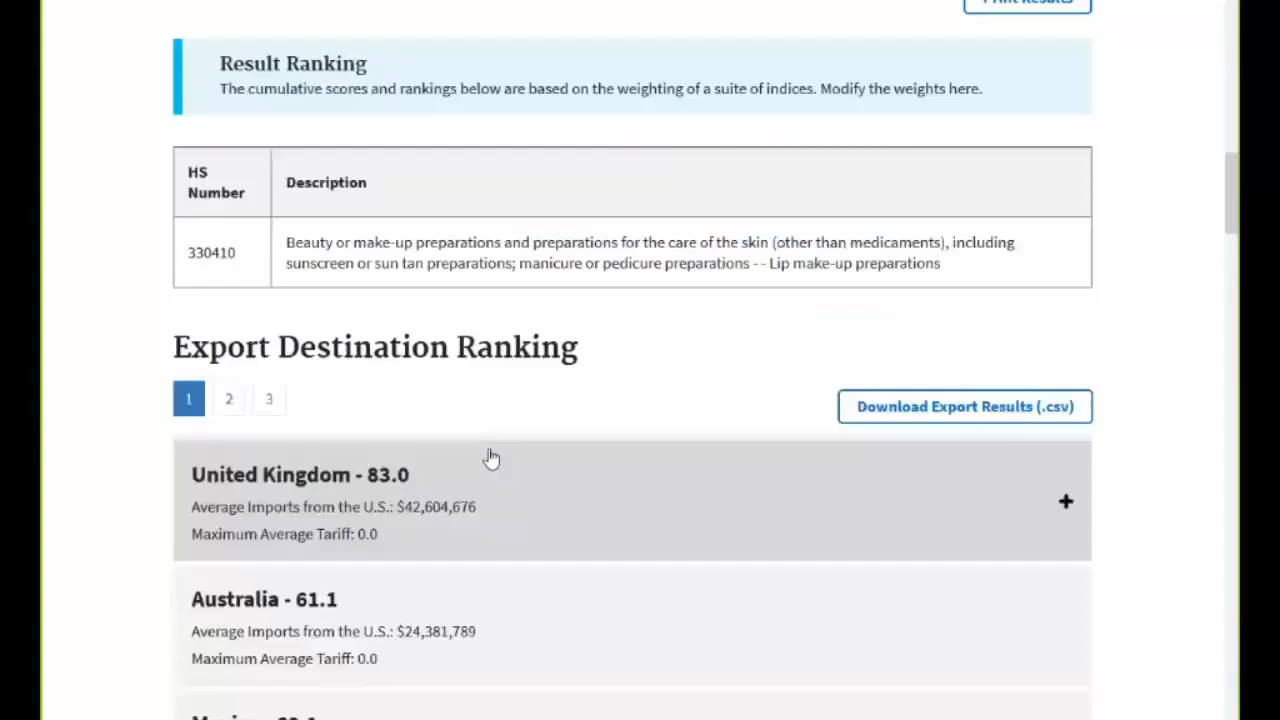 Print Results
Result Ranking
The cumulative scores and rankings below are based on the weighting of a suite of indices. Modify the weights here.
HS
Number
Description
330410
Beauty or make-up preparations and preparations for the care of the skin (other than medicaments), including
sunscreen or sun tan preparations; manicure or pedicure preparations - - Lip make-up preparations
Export Destination Ranking
1 2 3
Download Export Results (.csv)
United Kingdom - 83.0
Average Imports from the U.S.: $42,604,676
Maximum Average Tariff: 0.0
Australia - 61.1
Average Imports from the U.S.: $24,381,789
Maximum Average Tariff: 0.0